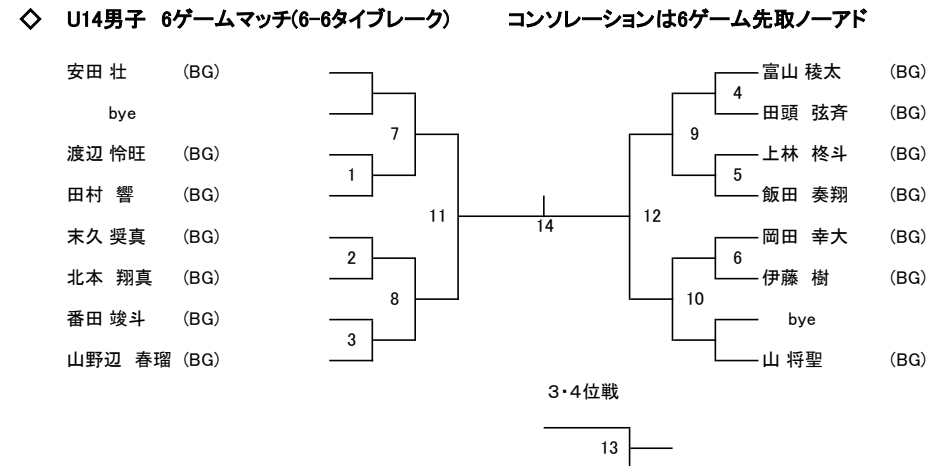 ◇ U14男子 6ゲームマッチ(6-6タイブレーク) コンソレーションは6ゲーム先取ノーアド
安田 壮 (BG)
bye
渡辺 怜旺 (BG)
田村 響 (BG)
末久 奨真 (BG)
北本 翔真 (BG)
番田 竣斗 (BG)
山野辺 春瑠 (BG)
7
1
11
2
8
3
14
富山 稜太 (BG)
4
田頭 弦斉 (BG)
9
上林 柊斗 (BG)
5
飯田 奏翔 (BG)
12
岡田 幸大 (BG)
6
伊藤 樹 (BG)
10
bye
山 将聖 (BG)
3・4位戦
13